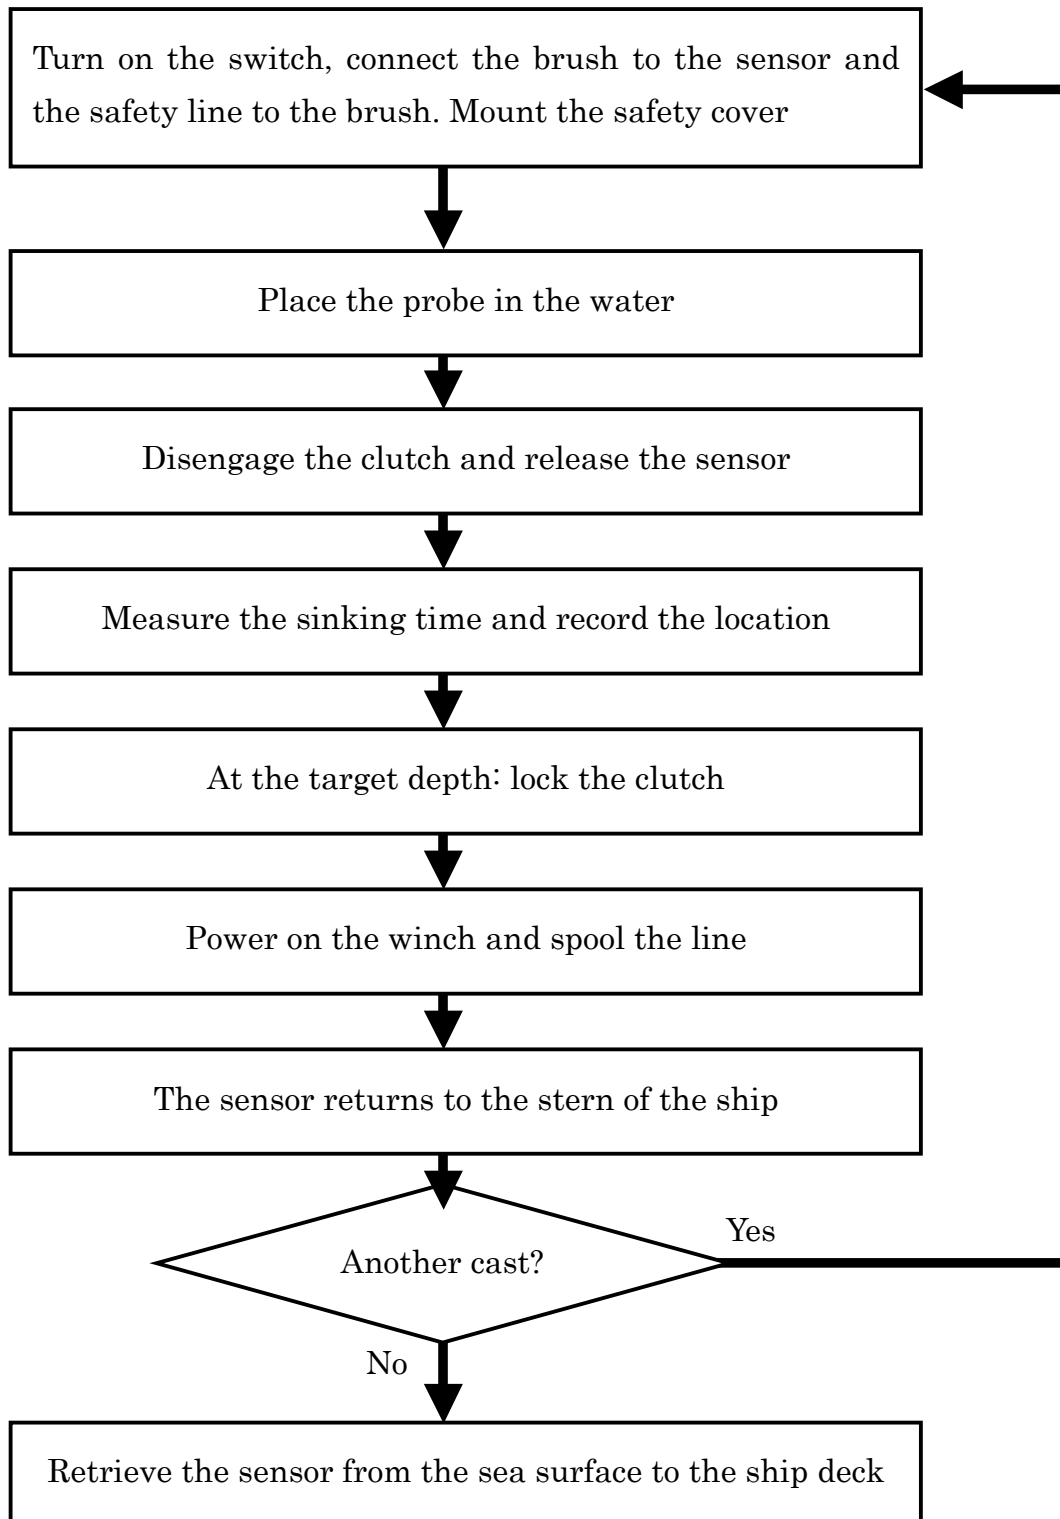 Turn on the switch, connect the brush to the sensor and
the safety line to the brush. Mount the safety cover
Place the probe in the water
Disengage the clutch and release the sensor
Measure the sinking time and record the location
At the target depth: lock the clutch
Power on the winch and spool the line
The sensor returns to the stern of the ship
Yes
Another cast?
No
Retrieve the sensor from the sea surface to the ship deck